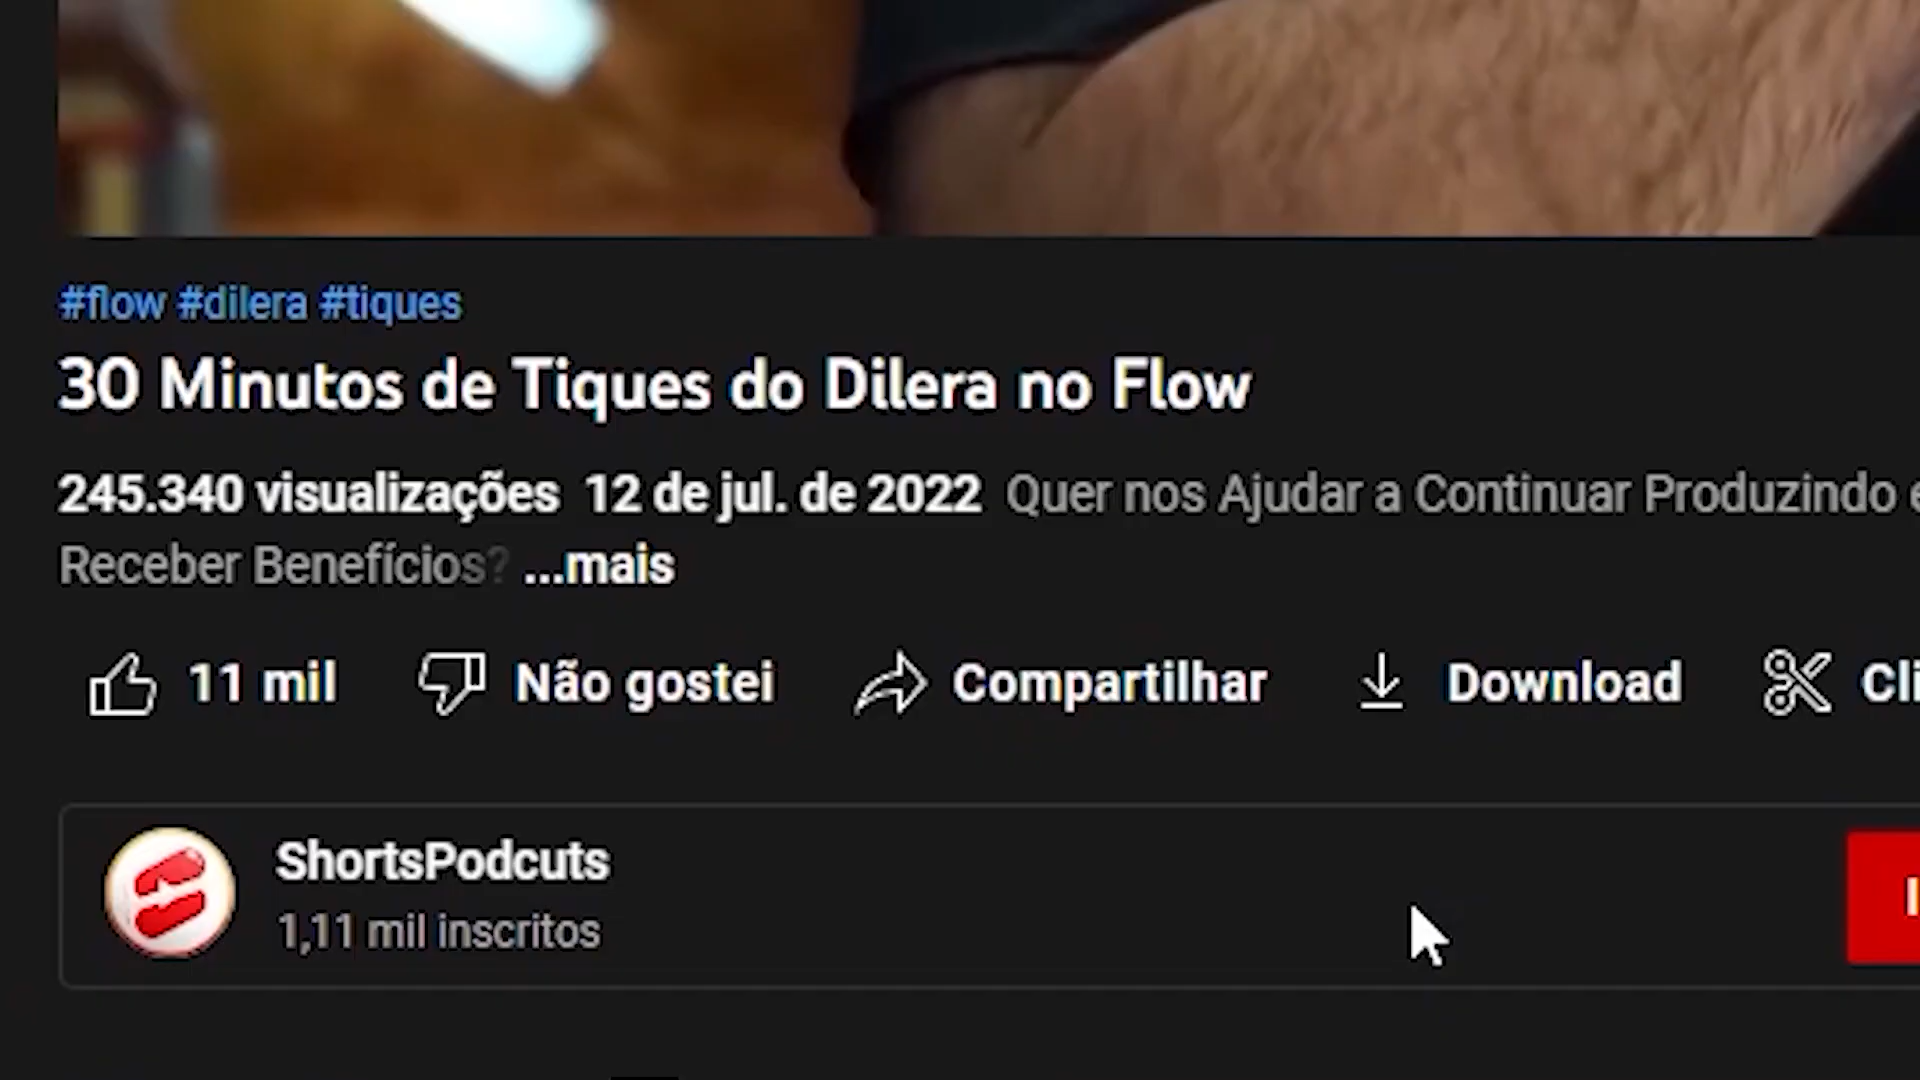 #flow #dilera #tiques
30 Minutos de Tiques do Dilera no Flow
245.340 visualizações 12 de jul. de 2022 Quer nos Ajudar a Continuar Produzindo e
Receber Benefícios? ...mais
11 mil Não gostei Compartilhar Download Cli
ShortsPodcuts
1,11 mil inscritos